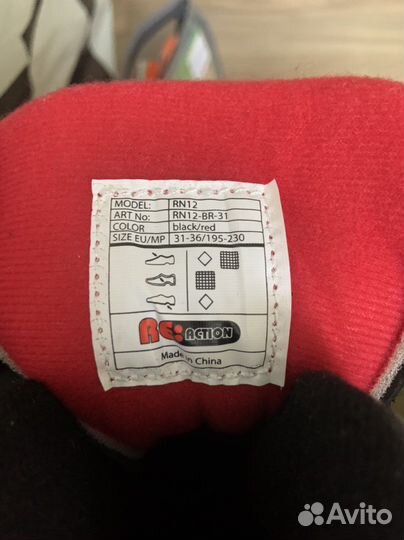 MODEL: RN12
ART No: RN12-BR-31
COLOR black/red
SIZE EU/MP 31-36/195-230
RE:ACTION
Made in China
Avito